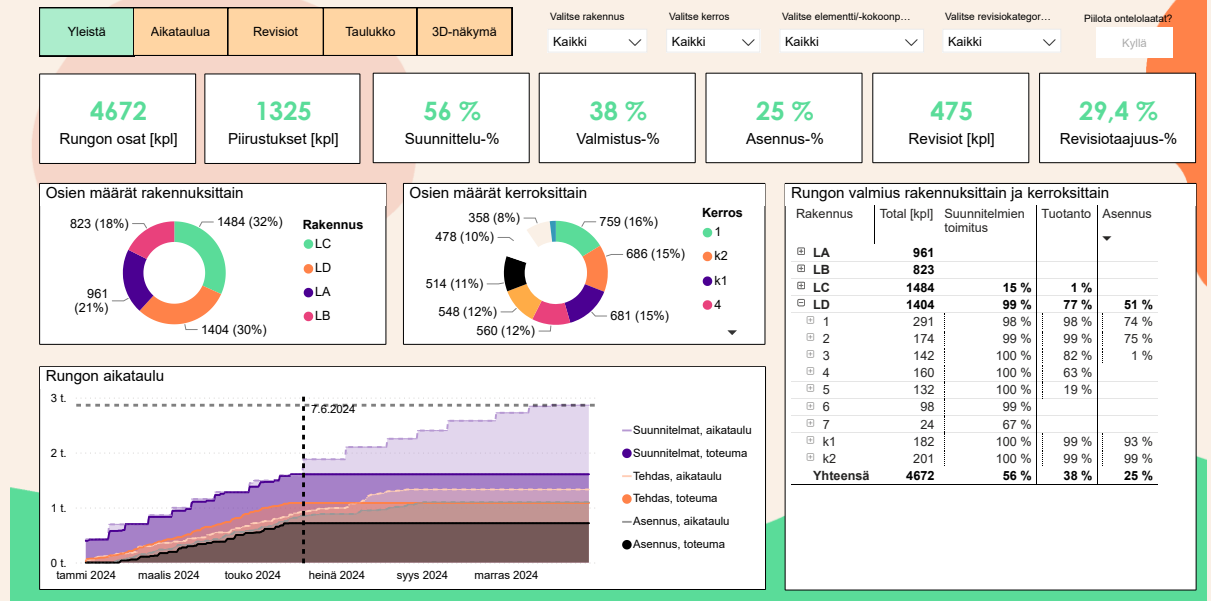 Yleistä
Aikataulua
Revisiot
Taulukko
3D-näkymä
Valitse rakennus
Kaikki
Valitse kerros
Kaikki
Valitse elementti/-kokoonp...
Kaikki
Valitse revisiokategor...
Kaikki
Piilota ontelolaatat?
Kyllä
4672
Rungon osat [kpl]
1325
Piirustukset [kpl]
56 %
Suunnittelu-%
38 %
Valmistus-%
25 %
Asennus-%
475
Revisiot [kpl]
29,4 %
Revisiotaajuus-%
Osien määrät rakennuksittain
823 (18%)
1484 (32%)
961
(21%)
1404 (30%)
Rakennus
LC
LD
LA
LB
Osien määrät kerroksittain
358 (8%)
759 (16%)
478 (10%)
686 (15%)
514 (11%)
548 (12%)
681 (15%)
560 (12%)
Kerros
1
k2
k1
4
Rungon aikataulu
3 t.
2 t.
1 t.
0 t.
7.6.2024
tammi 2024 maalis 2024 touko 2024 heinä 2024 syys 2024 marras 2024
Suunnitelmat, aikataulu
Suunnitelmat, toteuma
Tehdas, aikataulu
Tehdas, toteuma
Asennus, aikataulu
Asennus, toteuma
Rungon valmius rakennuksittain ja kerroksittain
Rakennus Total [kpl] Suunnitelmien toimitus Tuotanto Asennus
LA 961
LB 823
LC 1484 15 % 1 %
LD 1404 99 % 77 % 51 %
1 291 98 % 98 % 74 %
2 174 99 % 99 % 75 %
3 142 100 % 82 % 1 %
4 160 100 % 63 %
5 132 100 % 19 %
6 98 99 %
7 24 67 %
k1 182 100 % 99 % 93 %
k2 201 100 % 99 % 99 %
Yhteensä 4672 56 % 38 % 25 %